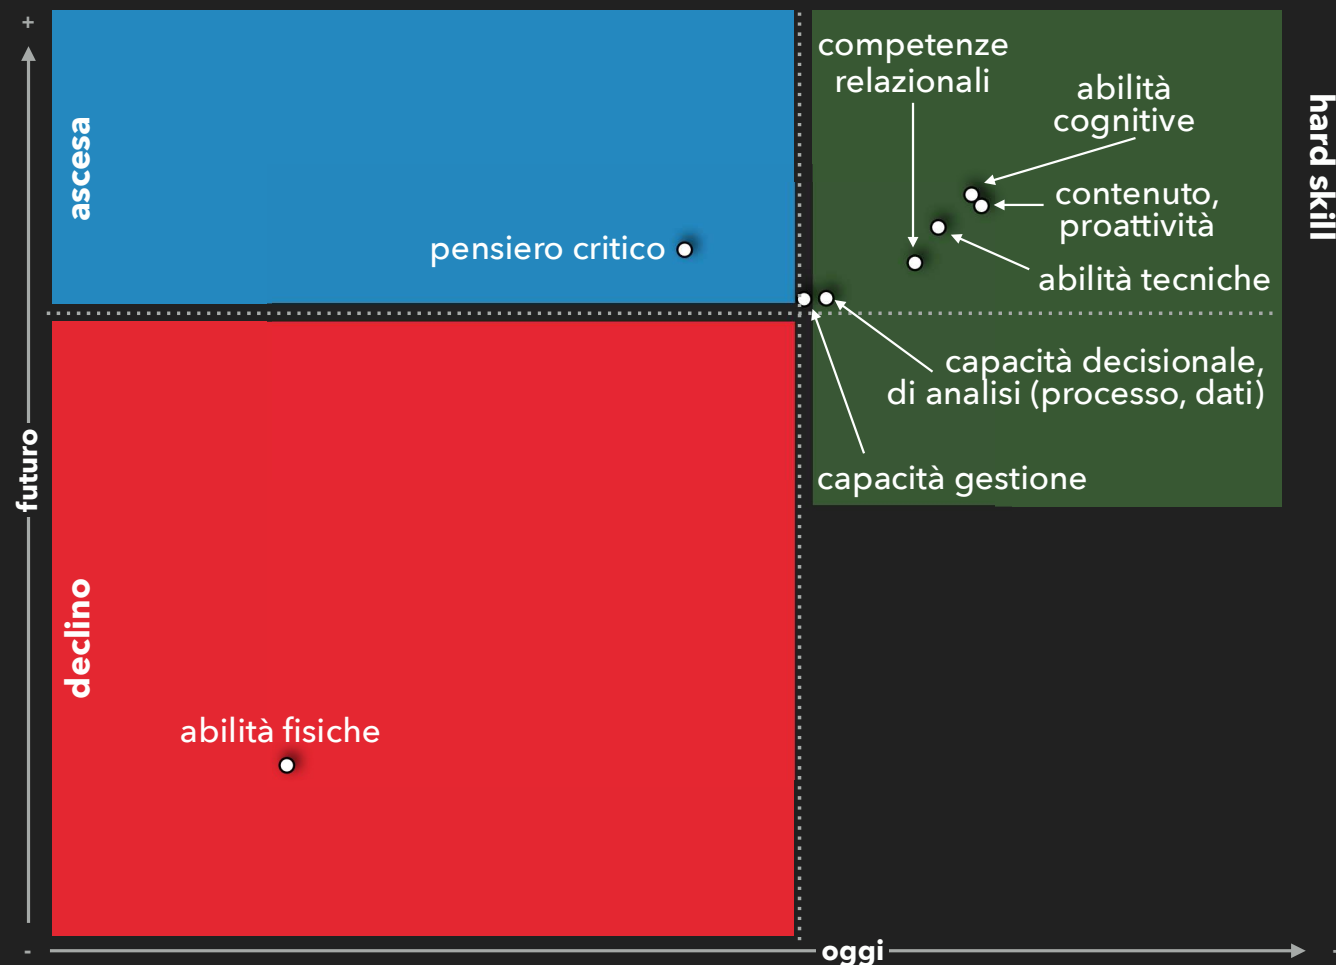 +
competenze
relazionali
abilità
cognitive
hard skill
ascesa
contenuto,
proattività
pensiero critico
abilità tecniche
capacità decisionale,
di analisi (processo, dati)
futuro
capacità gestione
declino
abilità fisiche
-
oggi